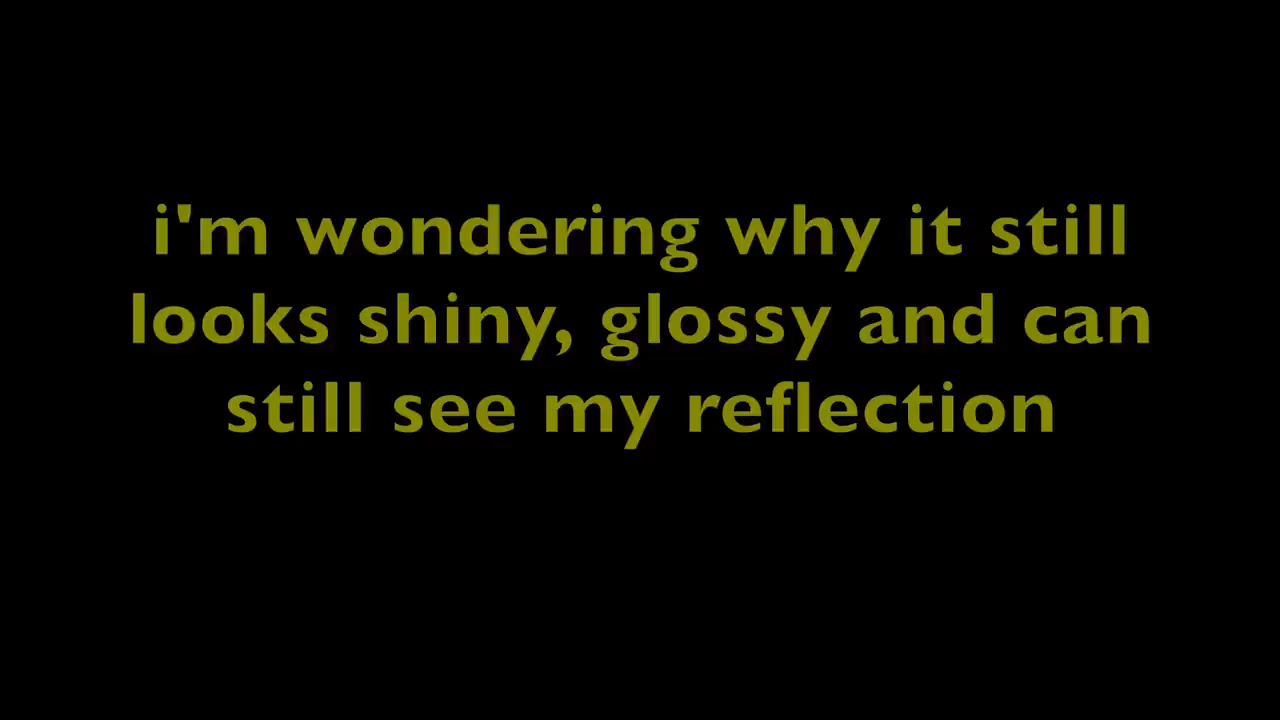 i'm wondering why it still
looks shiny, glossy and can
still see my reflection